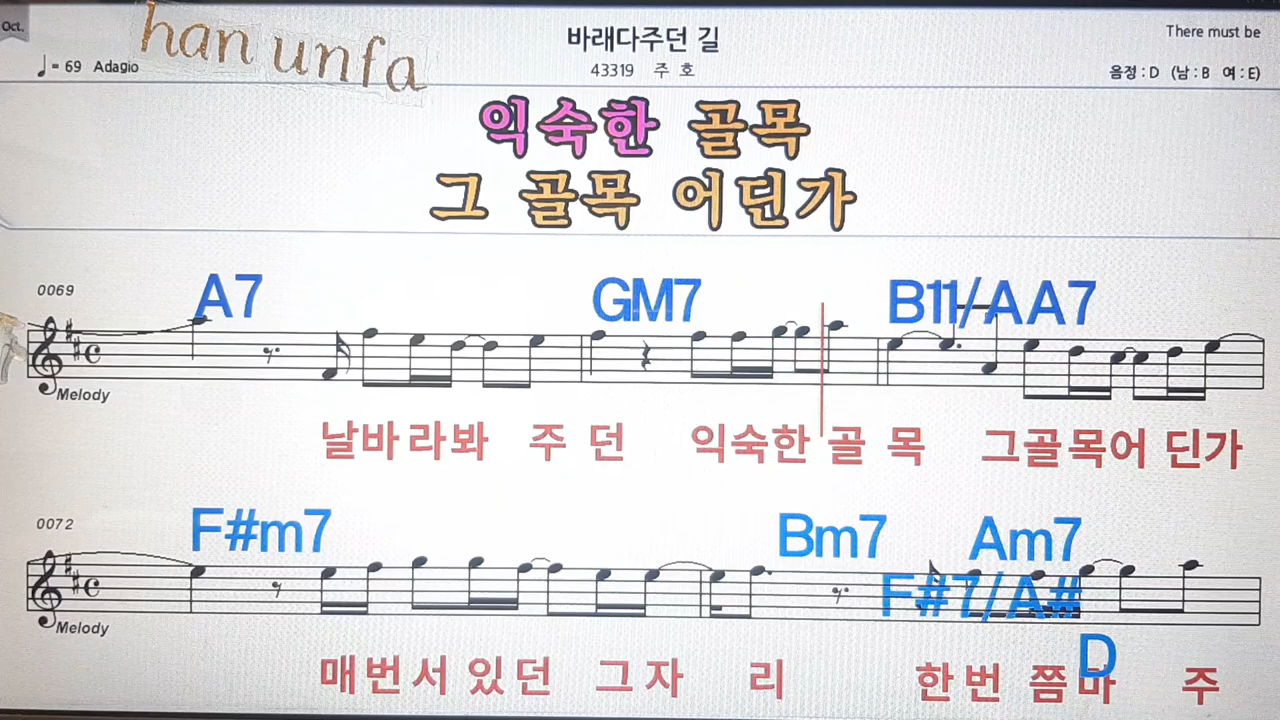 Oct.
han unfa
바래다주던 길
There must be
♩= 69 Adagio
43319 주 호
음정 : D (남 : B 여 : E)
익숙한 골목
그 골목 어딘가
0069
A7 GM7 B11/A A7
Melody
날바라봐 주던 익숙한 골목 그골목어 딘가
0072
F#m7 Bm7 Am7
F#7/A#
D
Melody
매번서있던 그자리 한번 쯤마 주